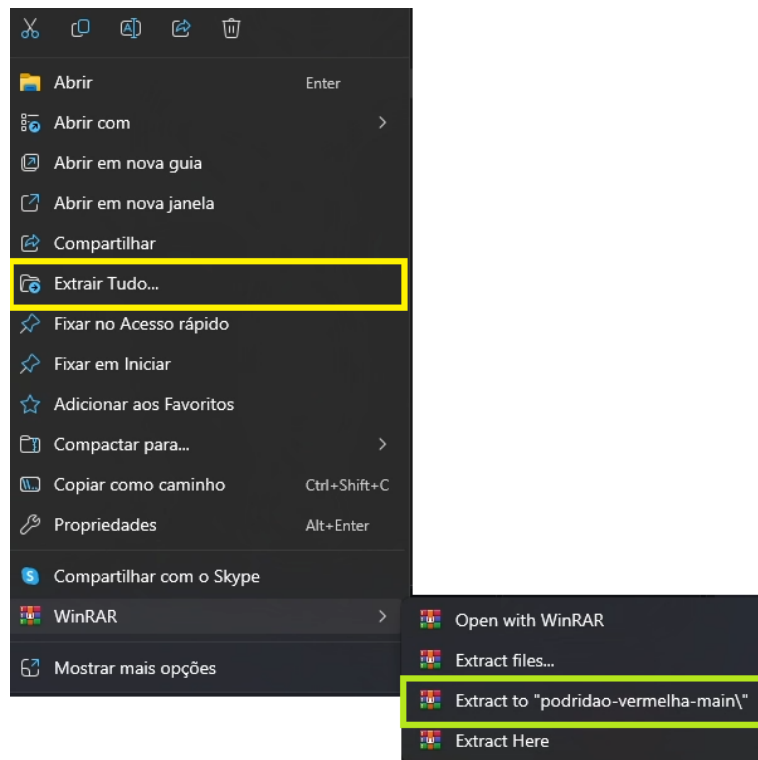 Abrir Enter
Abrir com
Abrir em nova guia
Abrir em nova janela
Compartilhar
Extrair Tudo...
Fixar no Acesso rápido
Fixar em Iniciar
Adicionar aos Favoritos
Compactar para...
Copiar como caminho Ctrl+Shift+C
Propriedades Alt+Enter
Compartilhar com o Skype
WinRAR
Mostrar mais opções
Open with WinRAR
Extract files...
Extract to "podridao-vermelha-main\"
Extract Here